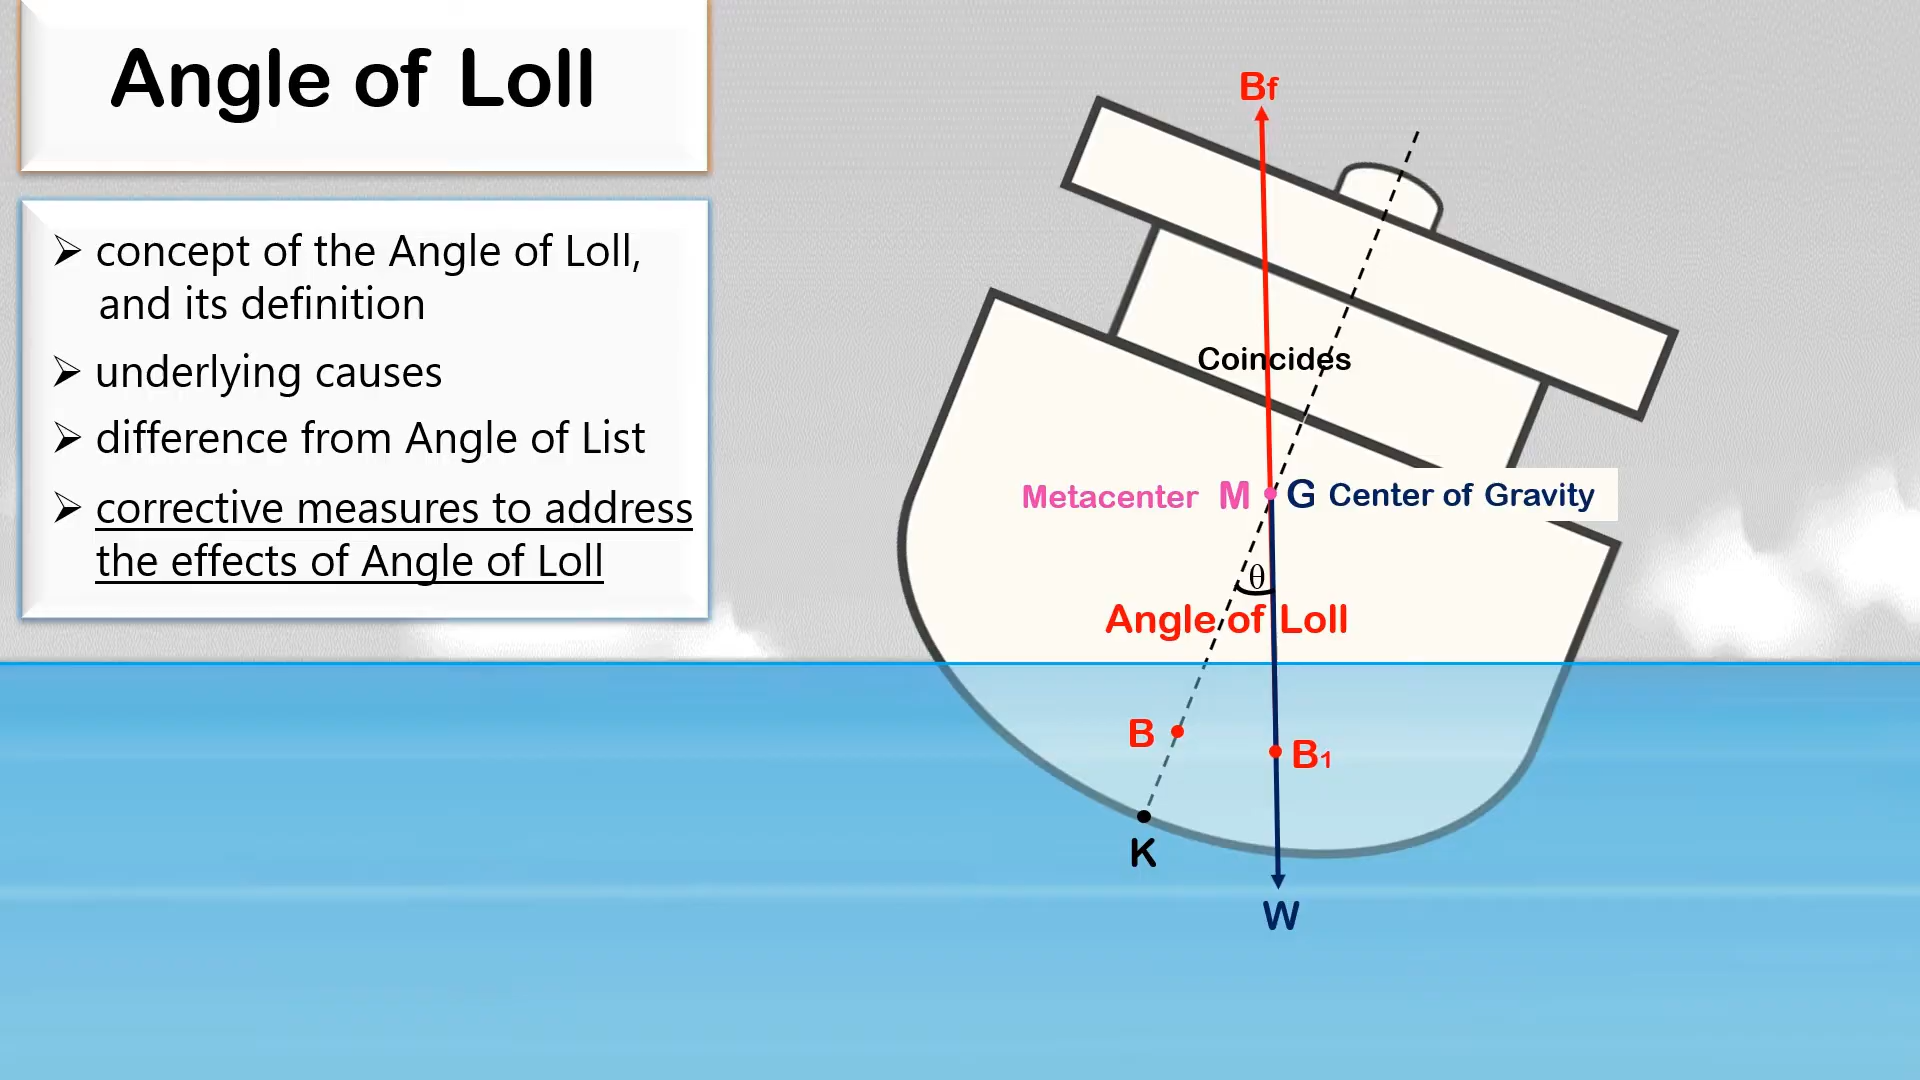 Angle of Loll
➢ concept of the Angle of Loll,
and its definition
➢ underlying causes
➢ difference from Angle of List
➢ corrective measures to address
the effects of Angle of Loll
Bf
Coincides
Metacenter M G Center of Gravity
θ
Angle of Loll
B
B1
K
W